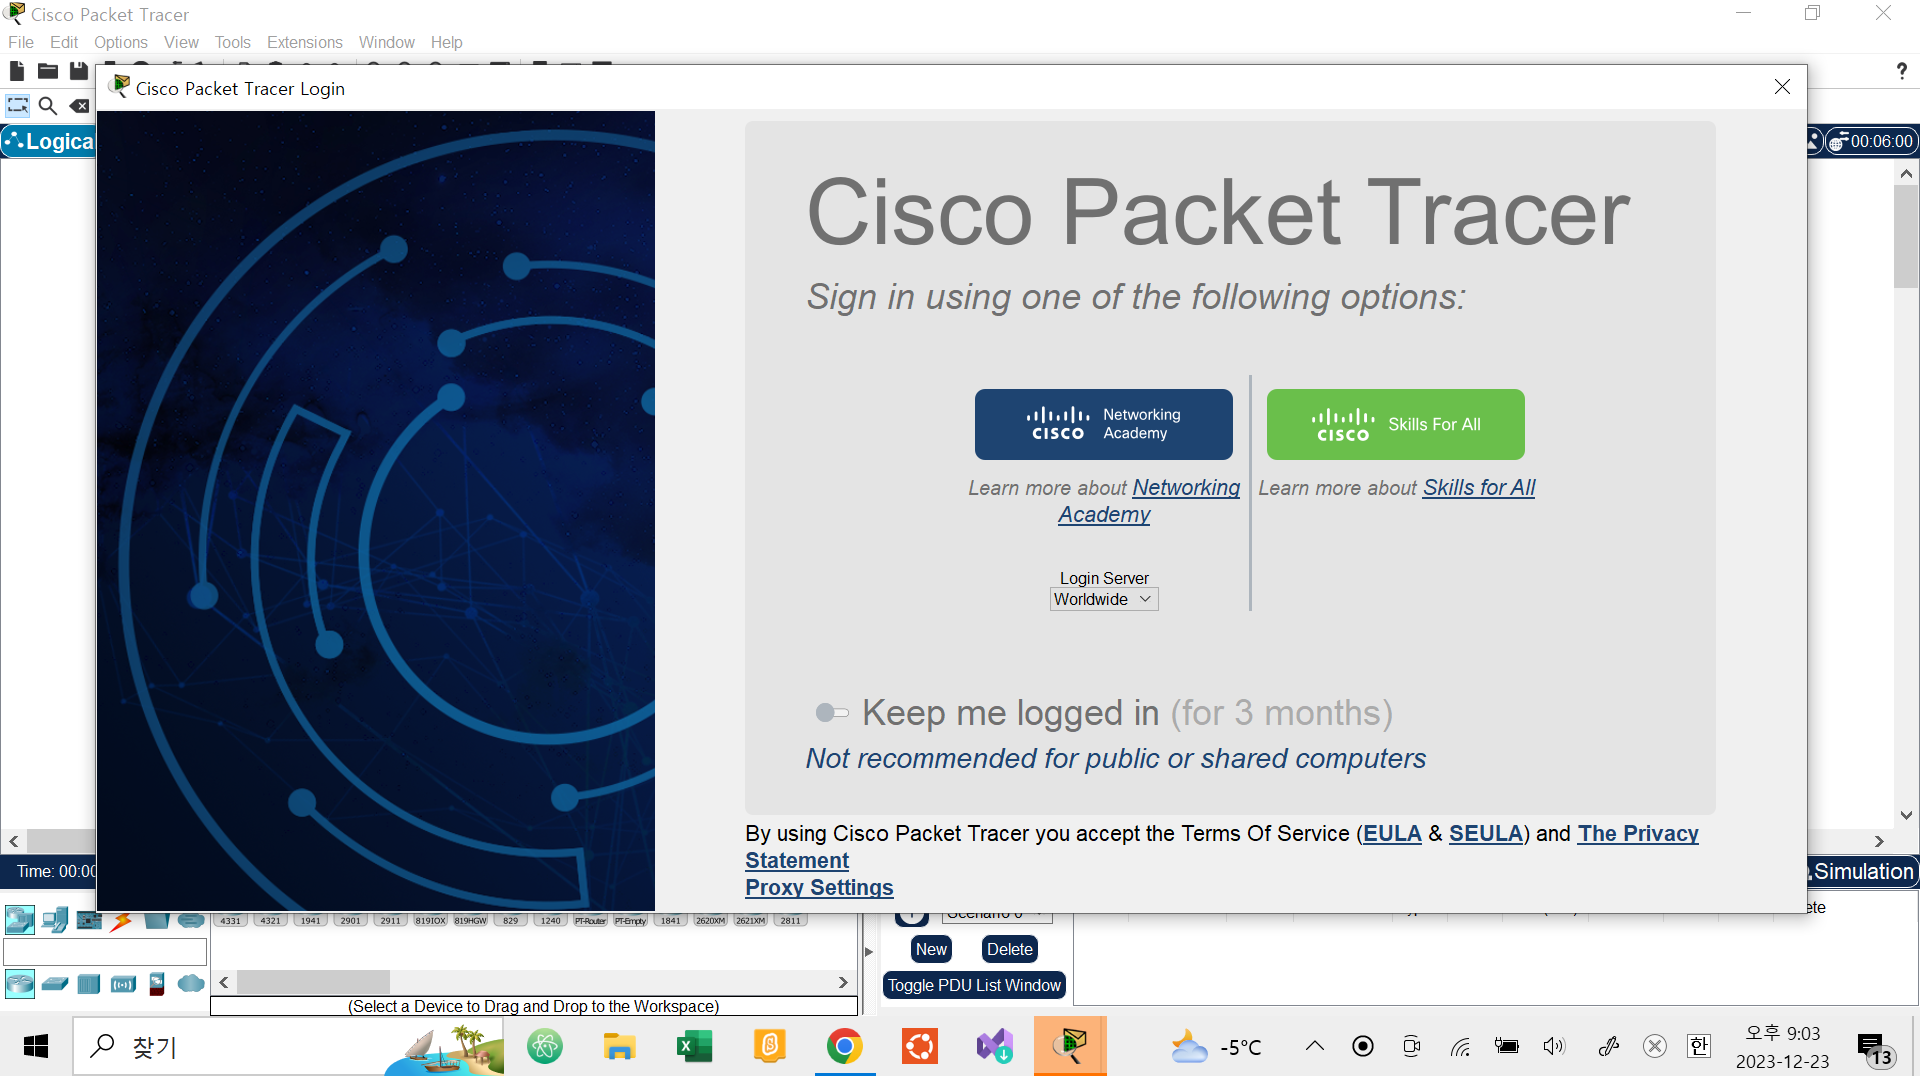 Cisco Packet Tracer
File Edit Options View Tools Extensions Window Help
?
Cisco Packet Tracer Login
Logica
00:06:00
Cisco Packet Tracer
Sign in using one of the following options:
CISCO Networking Academy
CISCO Skills For All
Learn more about Networking Academy
Learn more about Skills for All
Login Server
Worldwide
Keep me logged in (for 3 months)
Not recommended for public or shared computers
By using Cisco Packet Tracer you accept the Terms Of Service (EULA & SEULA) and The Privacy
Statement
Proxy Settings
Time: 00:00
Simulation
4331 4321 1941 2901 2911 819IOX 819HGW 829 1240 PT-Router PT-Empty 1841 2620XM 2621XM 2811
ete
New Delete
Toggle PDU List Window
(Select a Device to Drag and Drop to the Workspace)
찾기
-5°C
한
오후 9:03
2023-12-23
13